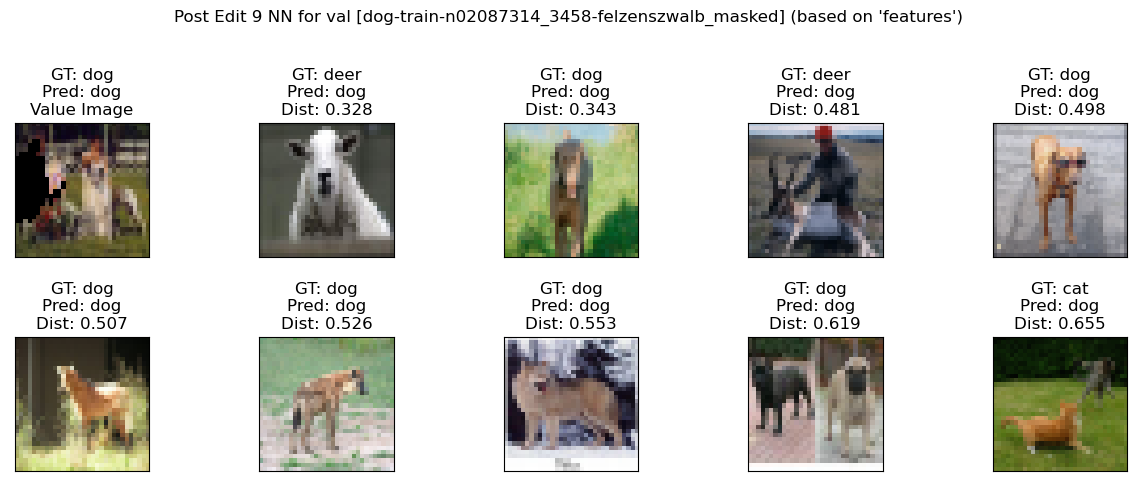 Post Edit 9 NN for val [dog-train-n02087314_3458-felzenszwalb_masked] (based on 'features')
GT: dog
Pred: dog
Value Image
GT: deer
Pred: dog
Dist: 0.328
GT: dog
Pred: dog
Dist: 0.343
GT: deer
Pred: dog
Dist: 0.481
GT: dog
Pred: dog
Dist: 0.498
GT: dog
Pred: dog
Dist: 0.507
GT: dog
Pred: dog
Dist: 0.526
GT: dog
Pred: dog
Dist: 0.553
GT: dog
Pred: dog
Dist: 0.619
GT: cat
Pred: dog
Dist: 0.655